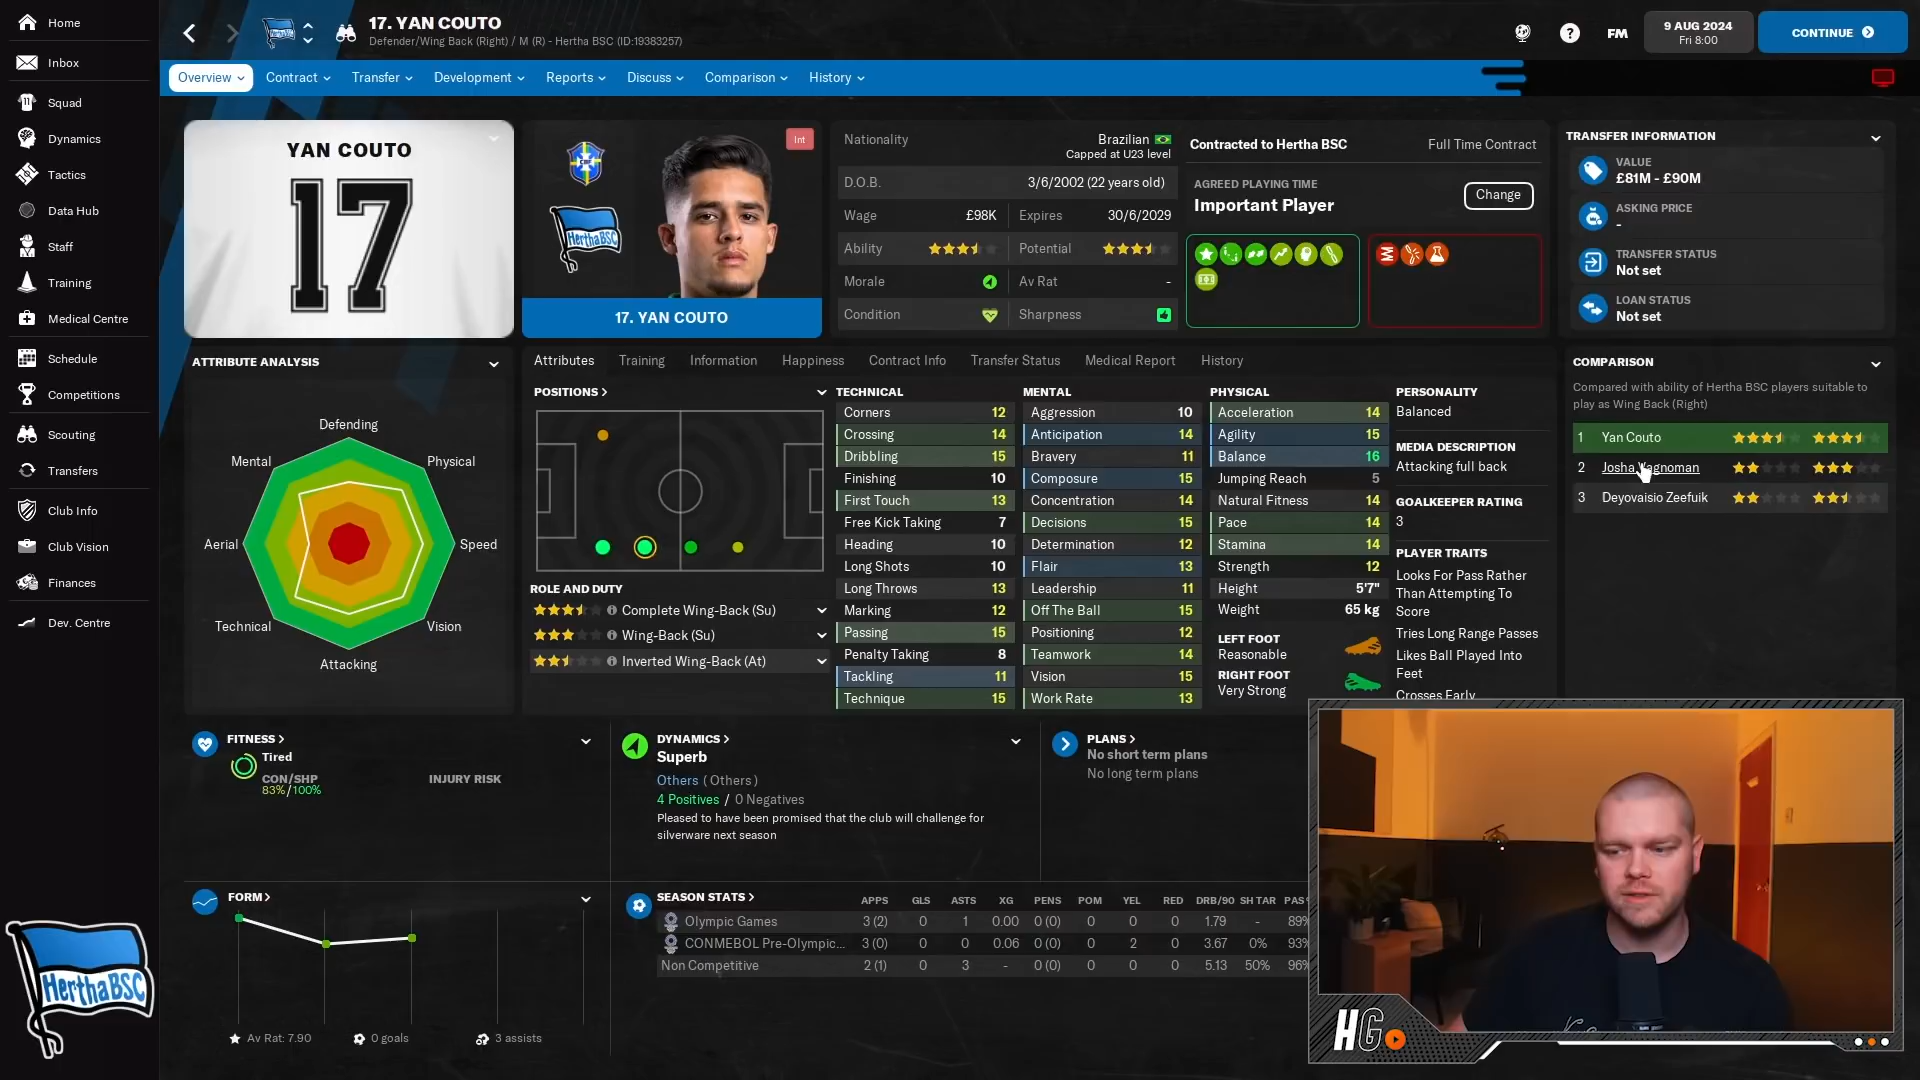 Home
Inbox
Squad
Dynamics
Tactics
Data Hub
Staff
Training
Medical Centre
Schedule
Competitions
Scouting
Transfers
Club Info
Club Vision
Finances
Dev. Centre
17. YAN COUTO
Defender/Wing Back (Right) / M (R) - Hertha BSC (ID:19383257)
FM
9 AUG 2024
Fri 8:00
CONTINUE
Overview
Contract
Transfer
Development
Reports
Discuss
Comparison
History
YAN COUTO
17
Hertha BSC
Int
17. YAN COUTO
Nationality
Brazilian
Capped at U23 level
D.O.B.
3/6/2002 (22 years old)
Wage £98K
Expires 30/6/2029
Ability
Potential
Morale
Av Rat -
Condition
Sharpness
Contracted to Hertha BSC
Full Time Contract
AGREED PLAYING TIME
Important Player
Change
TRANSFER INFORMATION
VALUE
£81M - £90M
ASKING PRICE
-
TRANSFER STATUS
Not set
LOAN STATUS
Not set
ATTRIBUTE ANALYSIS
Defending
Mental
Physical
Aerial
Speed
Technical
Vision
Attacking
Attributes
Training
Information
Happiness
Contract Info
Transfer Status
Medical Report
History
POSITIONS >
ROLE AND DUTY
Complete Wing-Back (Su)
Wing-Back (Su)
Inverted Wing-Back (At)
TECHNICAL
Corners 12
Crossing 14
Dribbling 15
Finishing 10
First Touch 13
Free Kick Taking 7
Heading 10
Long Shots 10
Long Throws 13
Marking 12
Passing 15
Penalty Taking 8
Tackling 11
Technique 15
MENTAL
Aggression 10
Anticipation 14
Bravery 11
Composure 15
Concentration 14
Decisions 15
Determination 12
Flair 13
Leadership 11
Off The Ball 15
Positioning 12
Teamwork 14
Vision 15
Work Rate 13
PHYSICAL
Acceleration 14
Agility 15
Balance 16
Jumping Reach 5
Natural Fitness 14
Pace 14
Stamina 14
Strength 12
Height 5'7"
Weight 65 kg
LEFT FOOT
Reasonable
RIGHT FOOT
Very Strong
PERSONALITY
Balanced
MEDIA DESCRIPTION
Attacking full back
GOALKEEPER RATING
3
PLAYER TRAITS
Looks For Pass Rather
Than Attempting To
Score
Tries Long Range Passes
Likes Ball Played Into
Feet
Crosses Early
COMPARISON
Compared with ability of Hertha BSC players suitable to
play as Wing Back (Right)
1 Yan Couto
2 Josha Vagnoman
3 Deyovaisio Zeefuik
FITNESS >
Tired
CON/SHP
83%/100%
INJURY RISK
DYNAMICS >
Superb
Others ( Others )
4 Positives / 0 Negatives
Pleased to have been promised that the club will challenge for
silverware next season
PLANS >
No short term plans
No long term plans
FORM >
Av Rat: 7.90
0 goals
3 assists
SEASON STATS >
APPS GLS ASTS XG PENS POM YEL RED DRB/90 SH TAR PAS
Olympic Games 3 (2) 0 1 0.00 0 (0) 0 0 0 1.79 - 89%
CONMEBOL Pre-Olympic... 3 (0) 0 0 0.06 0 (0) 0 2 0 3.67 0% 93%
Non Competitive 2 (1) 0 3 - 0 (0) 0 0 0 5.13 50% 96%
Hertha BSC
HG